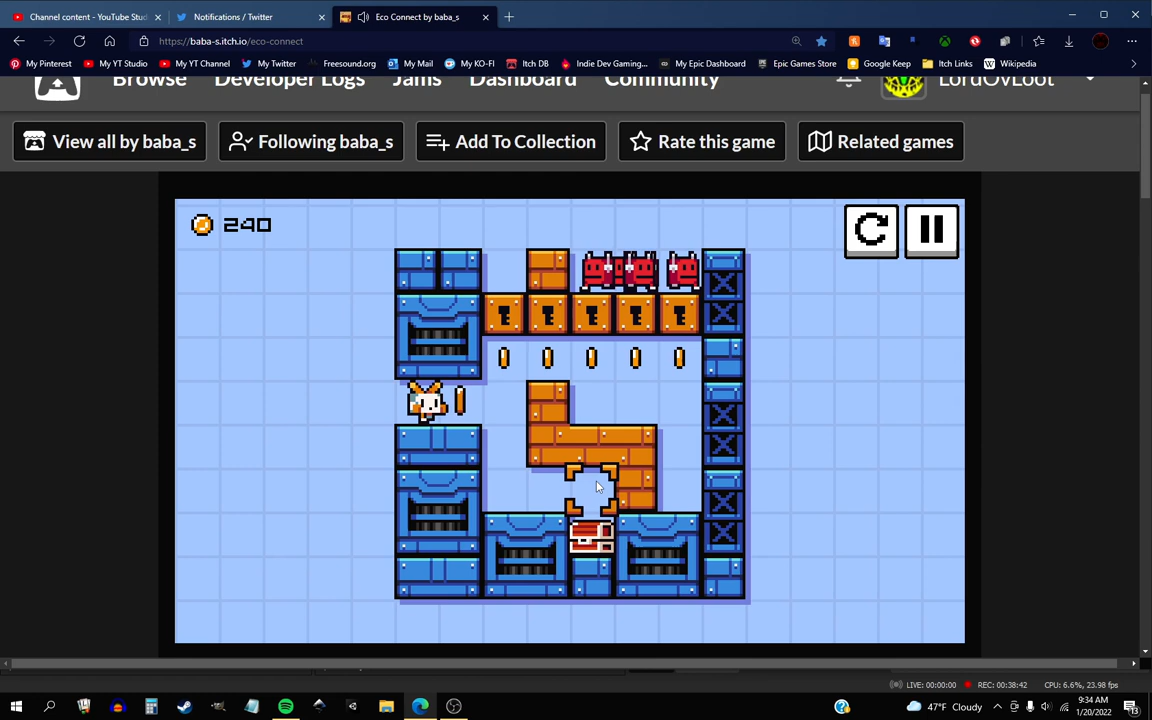 Channel content - YouTube Stud
Notifications / Twitter
Eco Connect by baba_s
https://baba-s.itch.io/eco-connect
My Pinterest
My YT Studio
My YT Channel
My Twitter
Freesound.org
My Mail
My KO-FI
Itch DB
Indie Dev Gaming...
My Epic Dashboard
Epic Games Store
Google Keep
Itch Links
Wikipedia
Browse
Developer Logs
Jams
Dashboard
Community
LordOvLoot
View all by baba_s
Following baba_s
Add To Collection
Rate this game
Related games
240
LIVE: 00:00:00
REC: 00:38:42
CPU: 6.6%, 23.98 fps
47°F Cloudy
9:34 AM
1/20/2022
13